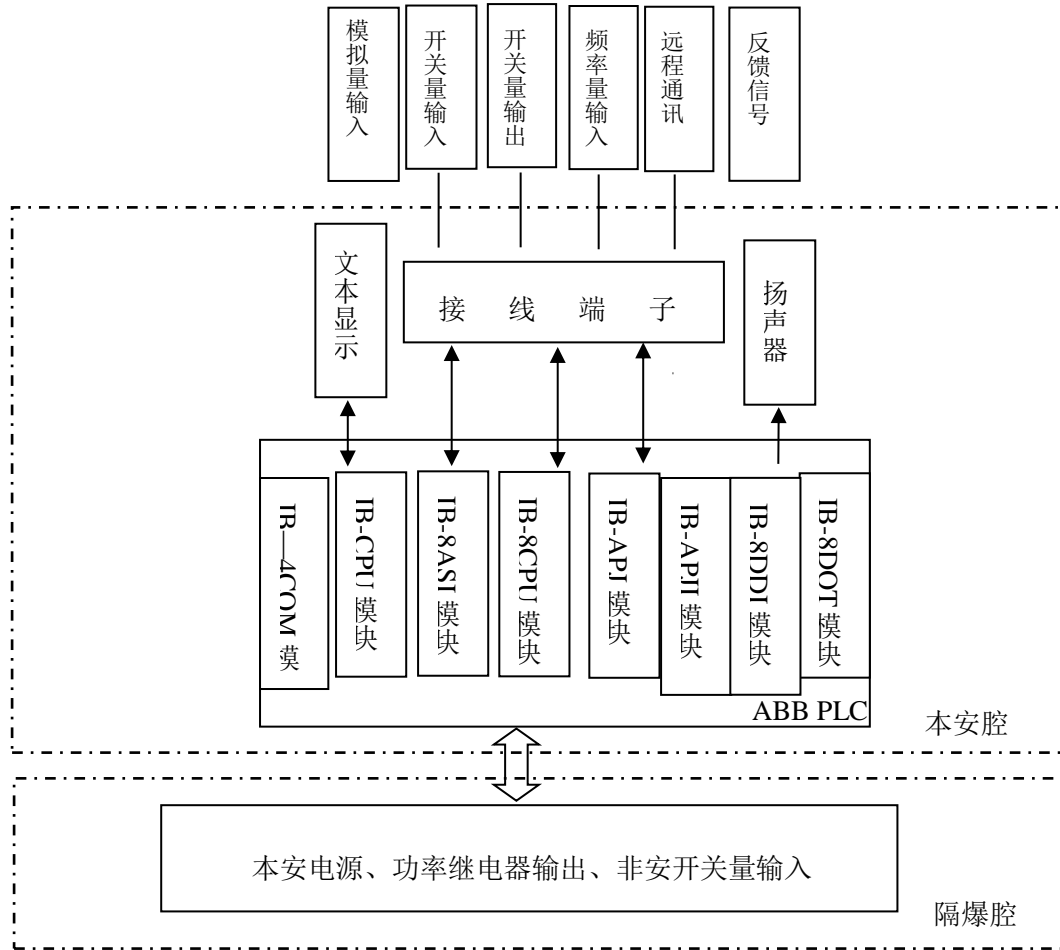 模拟量输入
开关量输入
开关量输出
频率量输入
远程通讯
反馈信号
文本显示
接线端子
扬声器
IB—4COM 模
IB-CPU 模块
IB-8ASI 模块
IB-8CPU 模块
IB-APJ 模块
IB-APJI 模块
IB-8DDI 模块
IB-8DOT 模块
ABB PLC
本安腔
本安电源、功率继电器输出、非安开关量输入
隔爆腔